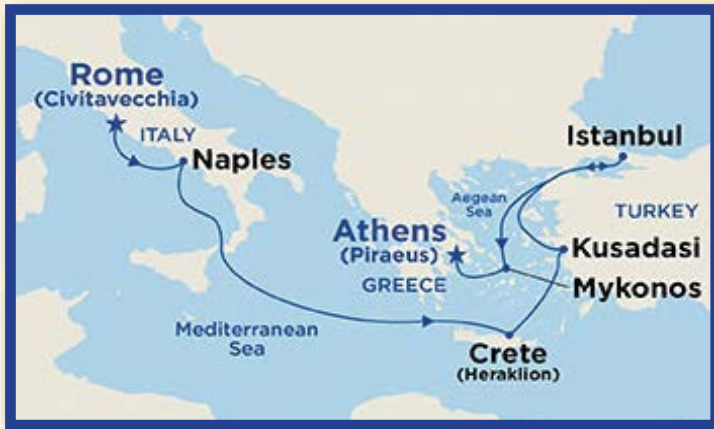 Rome
(Civitavecchia)
ITALY
Naples
Istanbul
Aegean
Sea
TURKEY
Athens
(Piraeus)
Kusadasi
GREECE
Mykonos
Mediterranean
Sea
Crete
(Heraklion)